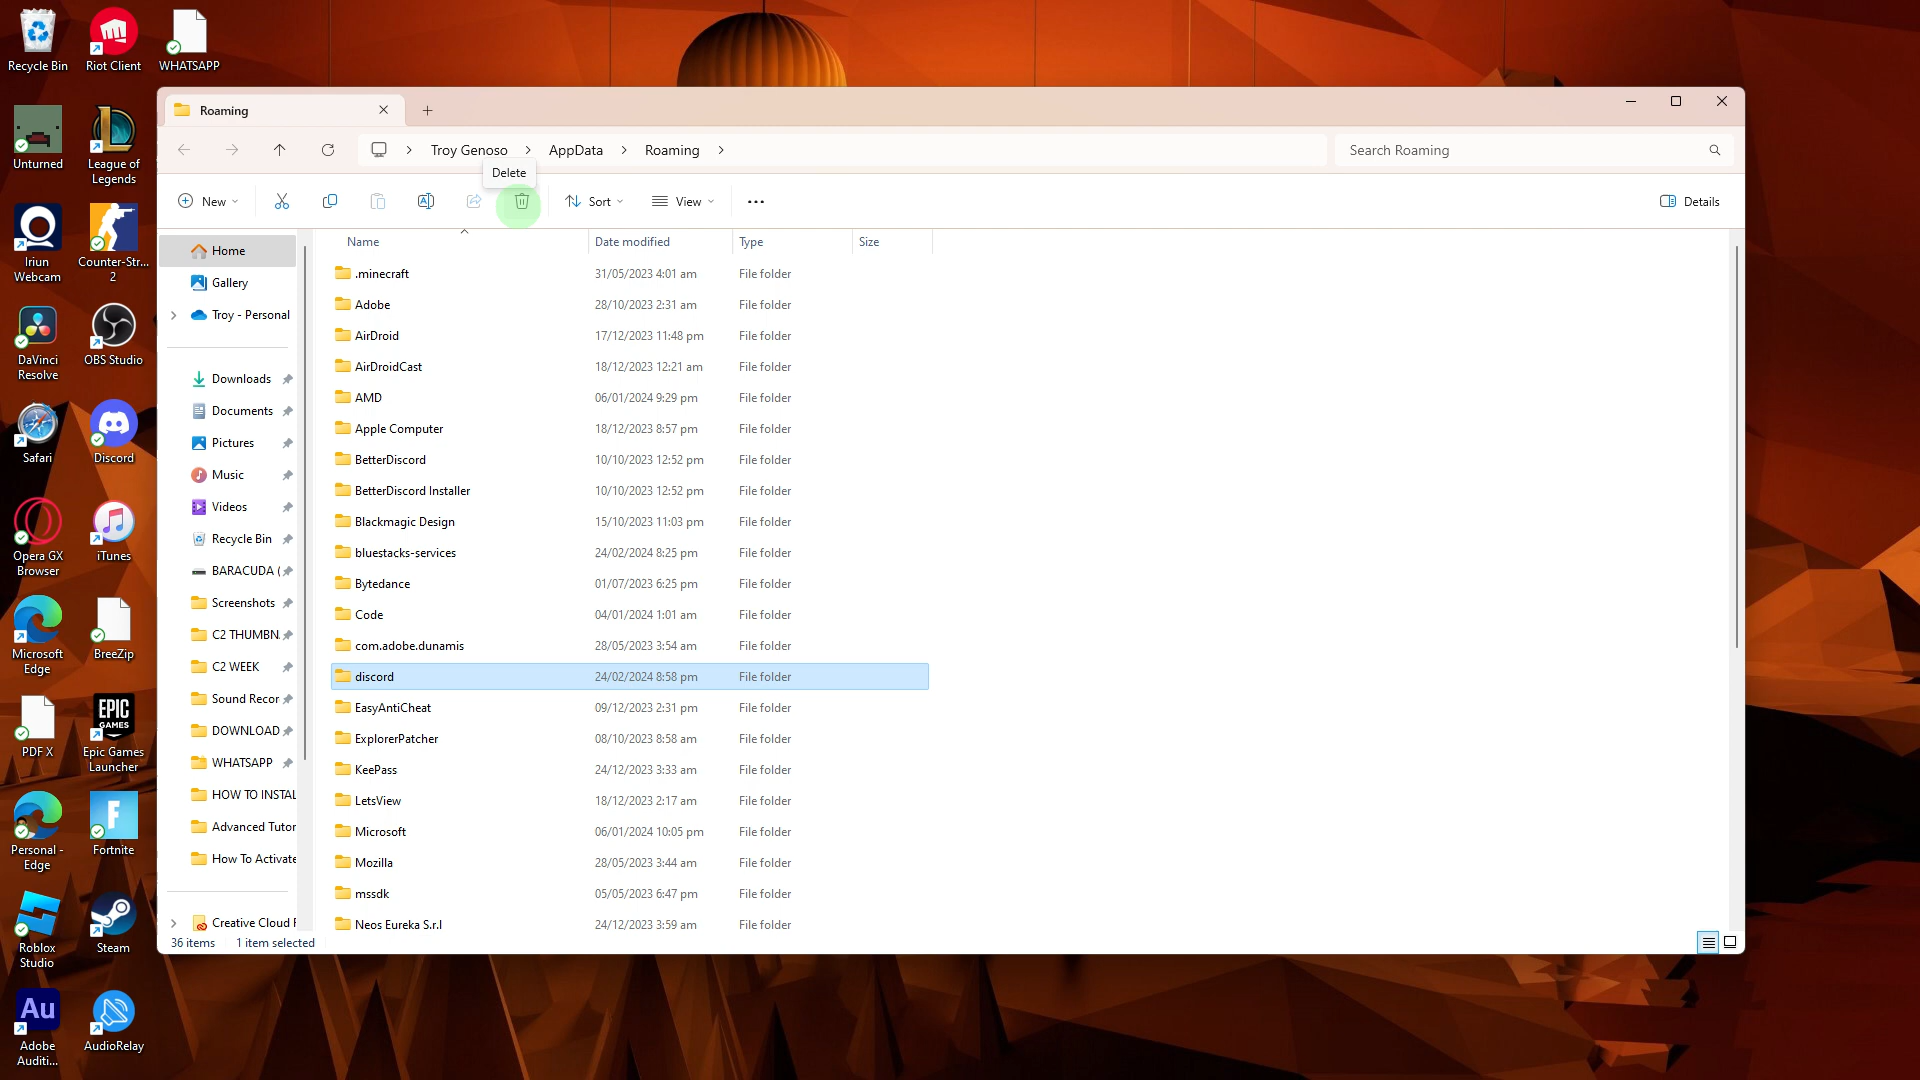 Recycle Bin
Riot Client
WHATSAPP
Unturned
League of
Legends
Iriun
Webcam
Counter-Str...
2
DaVinci
Resolve
OBS Studio
Safari
Discord
Opera GX
Browser
iTunes
Microsoft
Edge
BreeZip
PDF X
EPIC
GAMES
Epic Games
Launcher
Personal -
Edge
Fortnite
Roblox
Studio
Steam
Au
Adobe
Auditi...
AudioRelay
Roaming
Troy Genoso
AppData
Roaming
Search Roaming
Delete
New
Sort
View
Details
Home
Gallery
Troy - Personal
Downloads
Documents
Pictures
Music
Videos
Recycle Bin
BARACUDA (
Screenshots
C2 THUMBN
C2 WEEK
Sound Recor
DOWNLOAD
WHATSAPP
HOW TO INSTAL
Advanced Tutor
How To Activate
Creative Cloud F
Name Date modified Type Size
.minecraft 31/05/2023 4:01 am File folder
Adobe 28/10/2023 2:31 am File folder
AirDroid 17/12/2023 11:48 pm File folder
AirDroidCast 18/12/2023 12:21 am File folder
AMD 06/01/2024 9:29 pm File folder
Apple Computer 18/12/2023 8:57 pm File folder
BetterDiscord 10/10/2023 12:52 pm File folder
BetterDiscord Installer 10/10/2023 12:52 pm File folder
Blackmagic Design 15/10/2023 11:03 pm File folder
bluestacks-services 24/02/2024 8:25 pm File folder
Bytedance 01/07/2023 6:25 pm File folder
Code 04/01/2024 1:01 am File folder
com.adobe.dunamis 28/05/2023 3:54 am File folder
discord 24/02/2024 8:58 pm File folder
EasyAntiCheat 09/12/2023 2:31 pm File folder
ExplorerPatcher 08/10/2023 8:58 am File folder
KeePass 24/12/2023 3:33 am File folder
LetsView 18/12/2023 2:17 am File folder
Microsoft 06/01/2024 10:05 pm File folder
Mozilla 28/05/2023 3:44 am File folder
mssdk 05/05/2023 6:47 pm File folder
Neos Eureka S.r.l 24/12/2023 3:59 am File folder
36 items 1 item selected